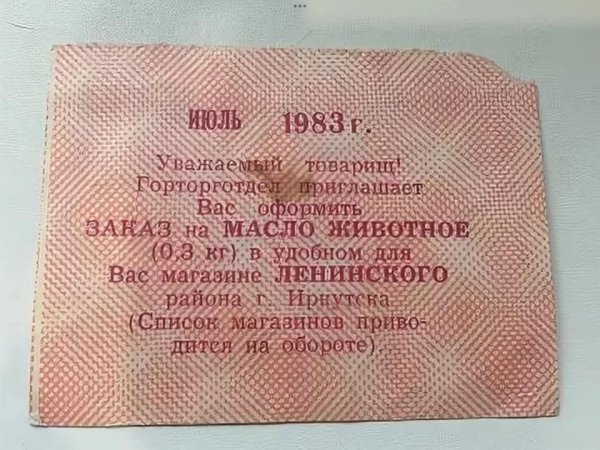 ИЮЛЬ 1983 г.
Уважаемый товарищ!
Горторготдел приглашает
Вас оформить
ЗАКАЗ на МАСЛО ЖИВОТНОЕ
(0,3 кг) в удобном для
Вас магазине ЛЕНИНСКОГО
района г. Иркутска
(Список магазинов приво-
дится на обороте).